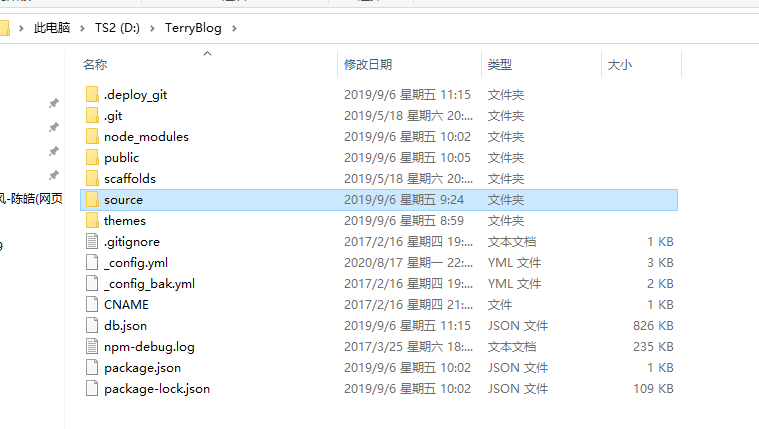 此电脑 > TS2 (D:) > TerryBlog >
名称 修改日期 类型 大小
.deploy_git 2019/9/6 星期五 11:15 文件夹
.git 2019/5/18 星期六 20:... 文件夹
node_modules 2019/9/6 星期五 10:02 文件夹
public 2019/9/6 星期五 10:05 文件夹
scaffolds 2019/5/18 星期六 20:... 文件夹
风-陈皓(网页 source 2019/9/6 星期五 9:24 文件夹
themes 2019/9/6 星期五 8:59 文件夹
9 .gitignore 2017/2/16 星期四 19:... 文本文档 1 KB
_config.yml 2020/8/17 星期一 22:... YML 文件 3 KB
_config_bak.yml 2017/2/16 星期四 19:... YML 文件 2 KB
CNAME 2017/2/16 星期四 21:... 文件 1 KB
db.json 2019/9/6 星期五 11:15 JSON 文件 826 KB
npm-debug.log 2017/3/25 星期六 18:... 文本文档 235 KB
package.json 2019/9/6 星期五 10:02 JSON 文件 1 KB
package-lock.json 2019/9/6 星期五 10:02 JSON 文件 109 KB